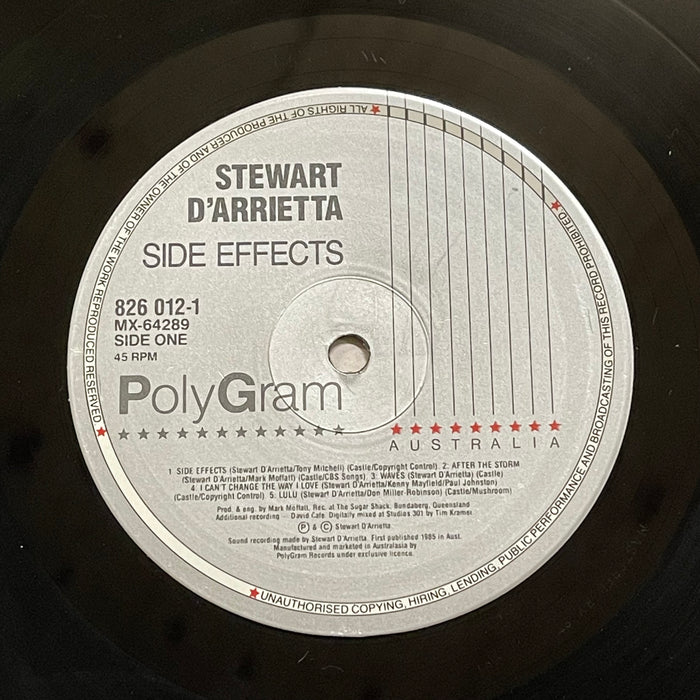 STEWART
D'ARRIETTA
SIDE EFFECTS
826 012-1
MX-64289
SIDE ONE
45 RPM
PolyGram
AUSTRALIA
1 SIDE EFFECTS (Stewart D'Arrietta/Tony Mitchell) (Castle/Copyright Control). 2: AFTER THE STORM
(Stewart D'Arrietta/Mark Moffatt) (Castle/CBS Songs). 3: WAVES (Stewart D'Arrietta) (Castle)
4: I CAN'T CHANGE THE WAY I LOVE (Stewart D'Arrietta/Kenny Mayfield/Paul Johnston)
(Castle/Copyright Control) 5: LULU (Stewart D'Arrietta/Don Miller-Robinson) (Castle/Mushroom)
Prod. & eng. by Mark Moffatt, Rec. at The Sugar Shack, Bundaberg, Queensland
Additional recording — David Cafe. Digitally mixed at Studios 301 by Tim Kramer.
Ⓟ & © Stewart D'Arrietta
Sound recording made by Stewart D'Arrietta. First published 1985 in Aust.
Manufactured and marketed in Australasia by
PolyGram Records under exclusive licence.
ALL RIGHTS OF THE PRODUCER AND OF THE OWNER OF THE WORK REPRODUCED RESERVED
UNAUTHORISED COPYING, HIRING, LENDING, PUBLIC PERFORMANCE AND BROADCASTING OF THIS RECORD PROHIBITED